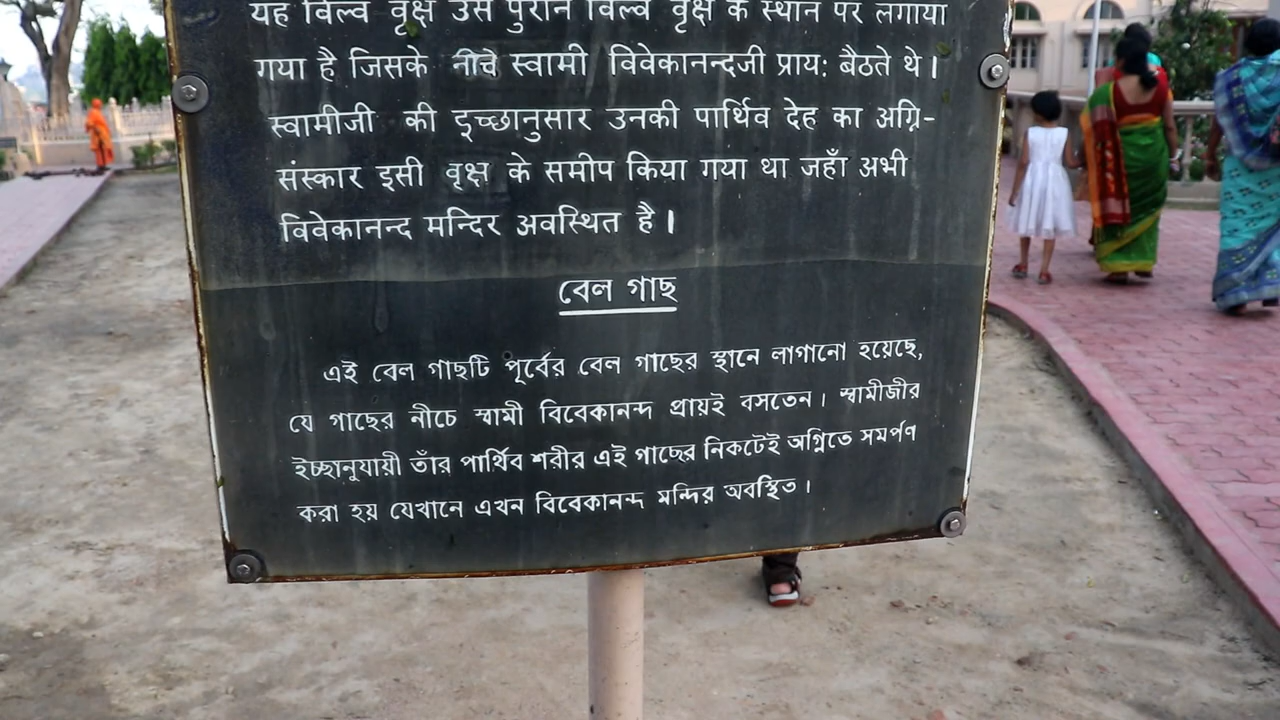 यह विल्व वृक्ष उस पुराने विल्व वृक्ष के स्थान पर लगाया
गया है जिसके नीचे स्वामी विवेकानन्दजी प्राय: बैठते थे।
स्वामीजी की इच्छानुसार उनकी पार्थिव देह का अग्नि-
संस्कार इसी वृक्ष के समीप किया गया था जहाँ अभी
विवेकानन्द मन्दिर अवस्थित है।
বেল গাছ
এই বেল গাছটি পূর্বের বেল গাছের স্থানে লাগানো হয়েছে,
যে গাছের নীচে স্বামী বিবেকানন্দ প্রায়ই বসতেন। স্বামীজীর
ইচ্ছানুযায়ী তাঁর পার্থিব শরীর এই গাছের নিকটেই অগ্নিতে সমর্পণ
করা হয় যেখানে এখন বিবেকানন্দ মন্দির অবস্থিত।